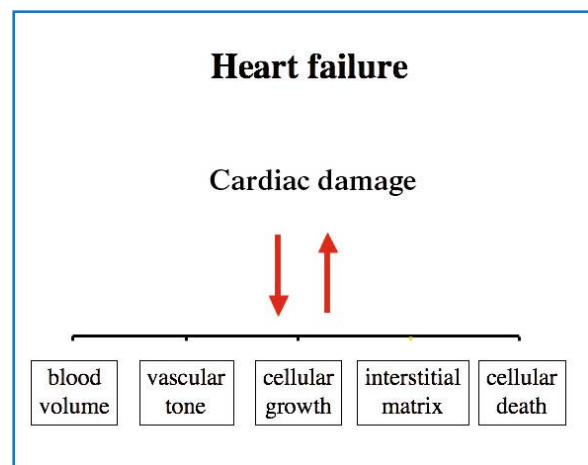 Heart failure
Cardiac damage
blood
volume
vascular
tone
cellular
growth
interstitial
matrix
cellular
death